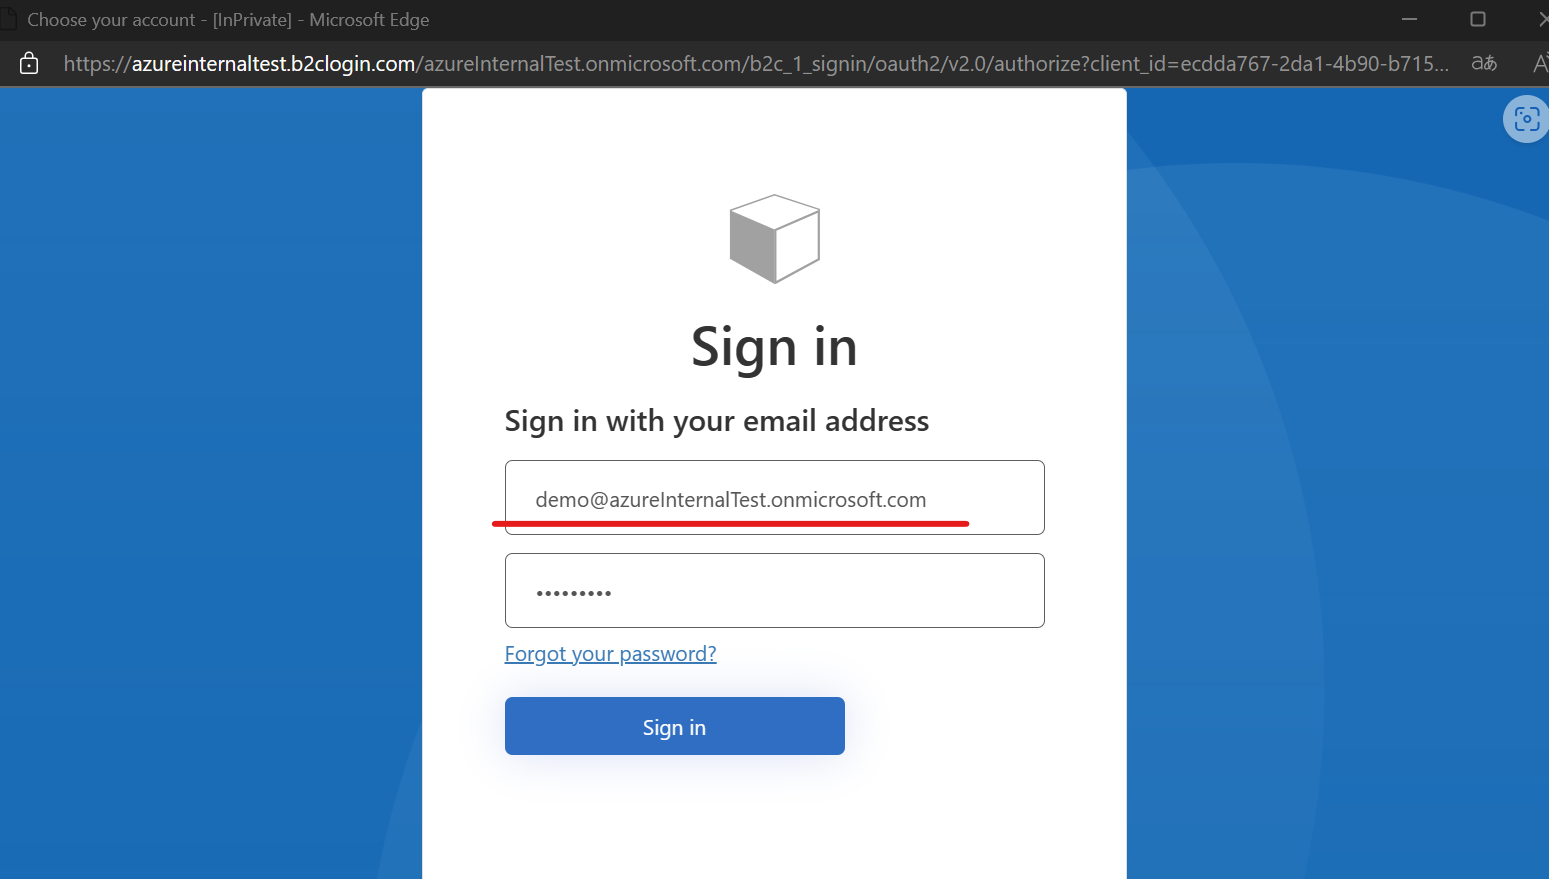 Choose your account - [InPrivate] - Microsoft Edge
https://azureinternaltest.b2clogin.com/azureInternalTest.onmicrosoft.com/b2c_1_signin/oauth2/v2.0/authorize?client_id=ecdda767-2da1-4b90-b715...
aあ
A
Sign in
Sign in with your email address
demo@azureInternalTest.onmicrosoft.com
•••••••••
Forgot your password?
Sign in